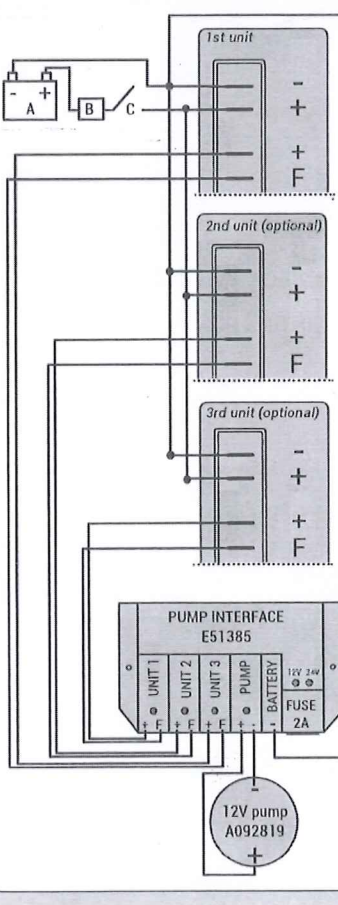 1st unit
- +
A B C
-
+
+
F
2nd unit (optional)
-
+
+
F
3rd unit (optional)
-
+
+
F
PUMP INTERFACE
E51385
UNIT 1
UNIT 2
UNIT 3
PUMP
BATTERY
12V 24V
FUSE
2A
+ F + F + F + - -
-
12V pump
A092819
+